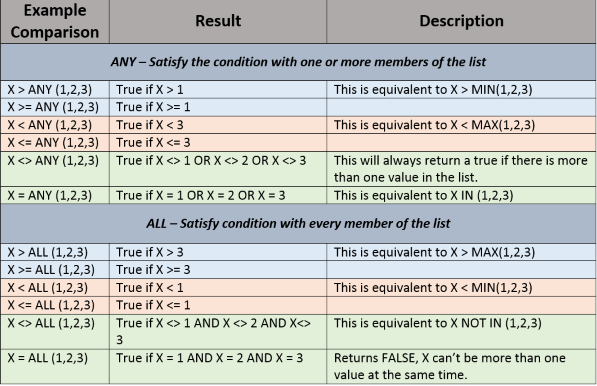 Example Comparison Result Description
ANY – Satisfy the condition with one or more members of the list
X > ANY (1,2,3) True if X > 1 This is equivalent to X > MIN(1,2,3)
X >= ANY (1,2,3) True if X >= 1
X < ANY (1,2,3) True if X < 3 This is equivalent to X < MAX(1,2,3)
X <= ANY (1,2,3) True if X <= 3
X <> ANY (1,2,3) True if X <> 1 OR X <> 2 OR X <> 3 This will always return a true if there is more
than one value in the list.
X = ANY (1,2,3) True if X = 1 OR X = 2 OR X = 3 This is equivalent to X IN (1,2,3)
ALL – Satisfy condition with every member of the list
X > ALL (1,2,3) True if X > 3 This is equivalent to X > MAX(1,2,3)
X >= ALL (1,2,3) True if X >= 3
X < ALL (1,2,3) True if X < 1 This is equivalent to X < MIN(1,2,3)
X <= ALL (1,2,3) True if X <= 1
X <> ALL (1,2,3) True if X <> 1 AND X <> 2 AND X<> This is equivalent to X NOT IN (1,2,3)
3
X = ALL (1,2,3) True if X = 1 AND X = 2 AND X = 3 Returns FALSE, X can't be more than one
value at the same time.